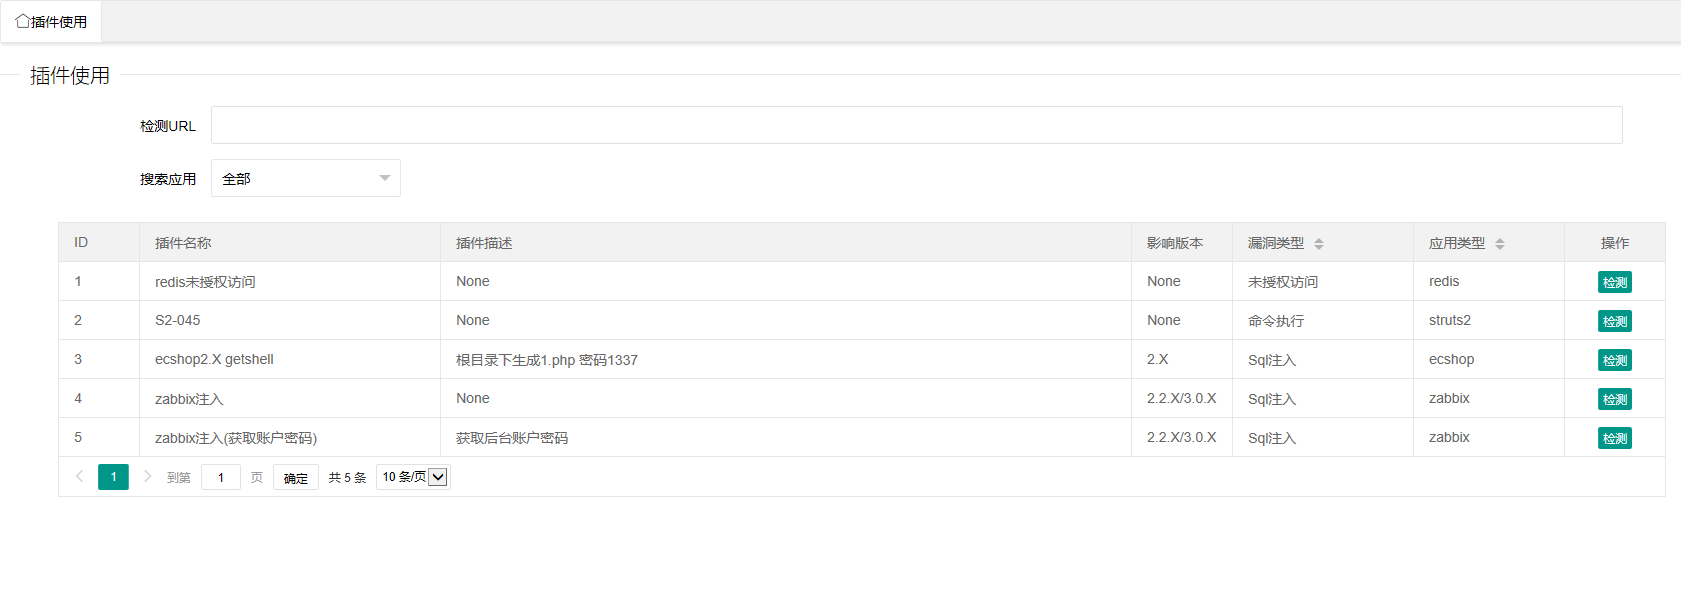 插件使用
插件使用
检测URL
搜索应用 全部
ID 插件名称 插件描述 影响版本 漏洞类型 应用类型 操作
1 redis未授权访问 None None 未授权访问 redis 检测
2 S2-045 None None 命令执行 struts2 检测
3 ecshop2.X getshell 根目录下生成1.php 密码1337 2.X Sql注入 ecshop 检测
4 zabbix注入 None 2.2.X/3.0.X Sql注入 zabbix 检测
5 zabbix注入(获取账户密码) 获取后台账户密码 2.2.X/3.0.X Sql注入 zabbix 检测
1 到第 1 页 确定 共 5 条 10 条/页